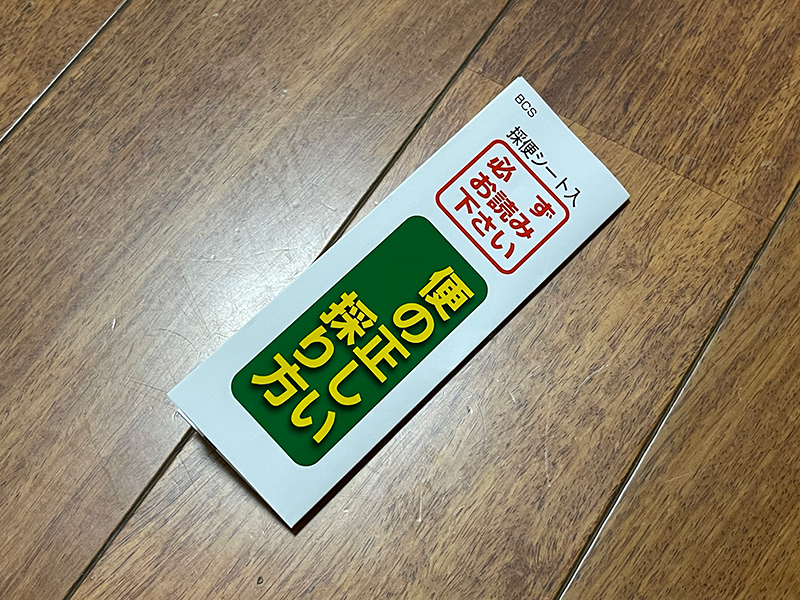 BCS
採便シート入
必ず
お読み
下さい
便の正しい
採り方